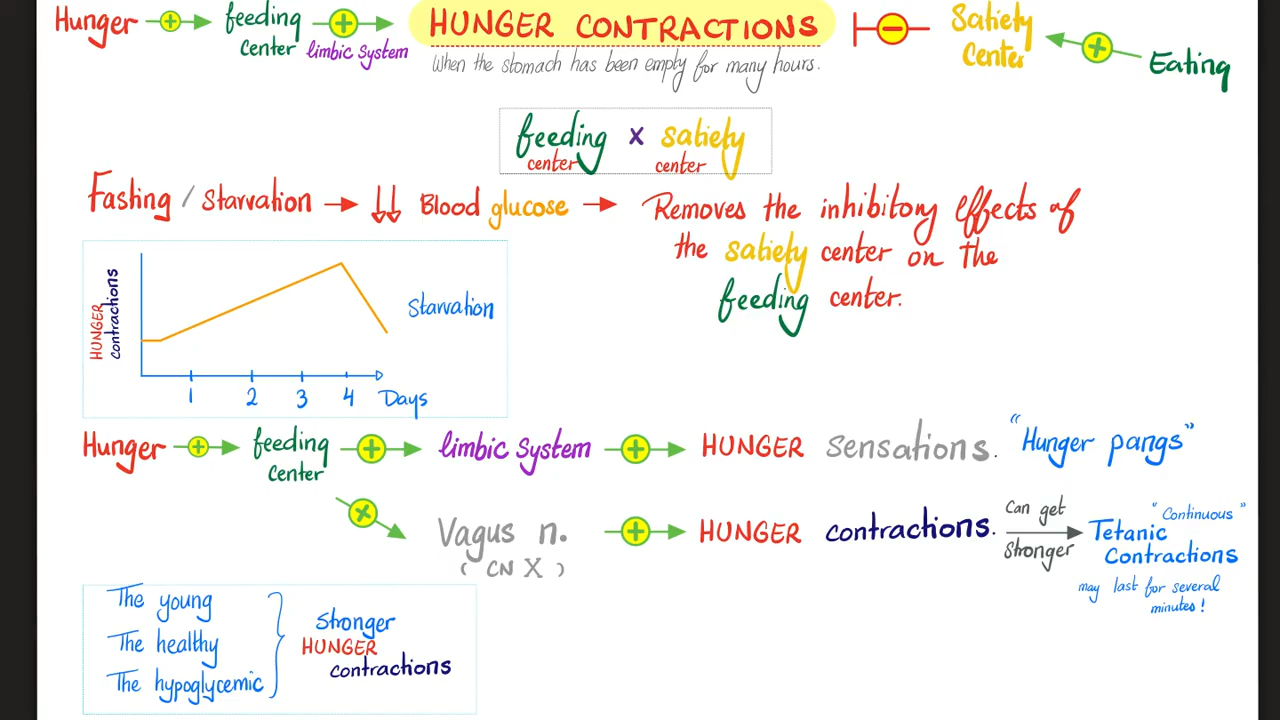 Hunger + feeding center + limbic system HUNGER CONTRACTIONS − Satiety Center + Eating
When the stomach has been empty for many hours.
feeding center x satiety center
Fasting / Starvation → ↓↓ Blood glucose → Removes the inhibitory effects of
the satiety center on the
feeding center.
HUNGER contractions
Starvation
1 2 3 4 Days
Hunger + feeding center + limbic system + HUNGER sensations. "Hunger pangs"
+ Vagus n. + HUNGER contractions. Can get stronger "Continuous" Tetanic Contractions
( CN X )
may last for several
minutes!
The young
The healthy
The hypoglycemic
Stronger
HUNGER
contractions